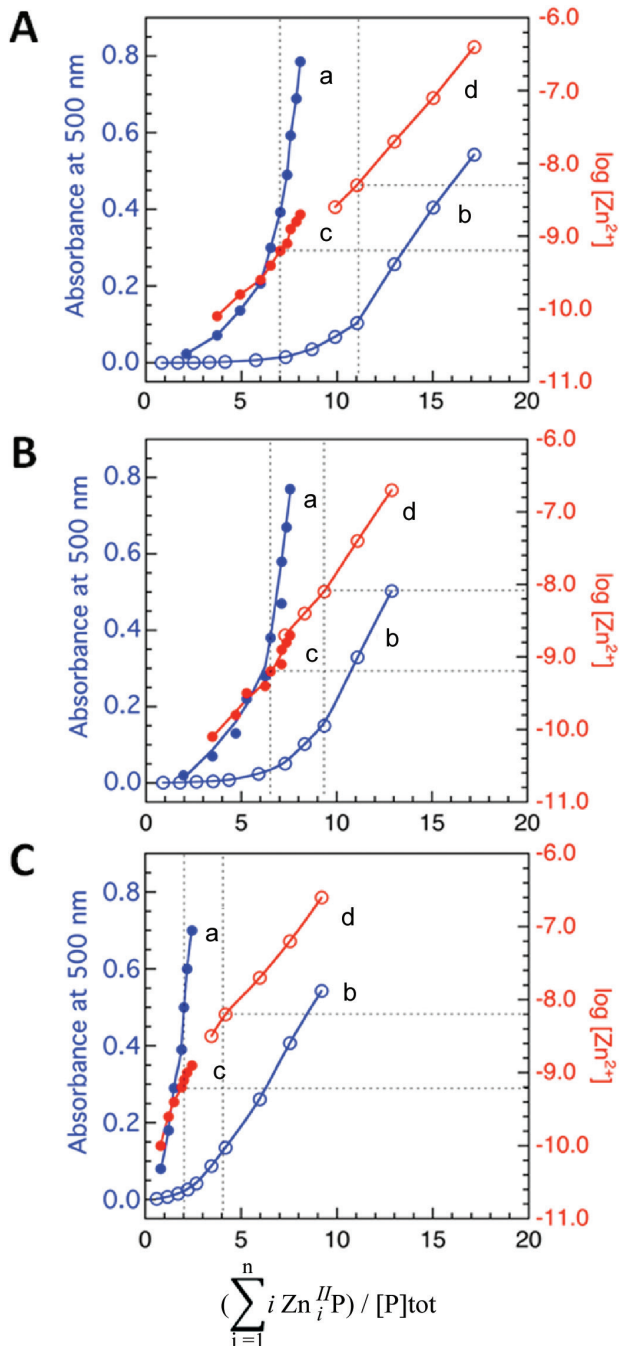 A
Absorbance at 500 nm
0.8
0.6
0.4
0.2
0.0
a
b
c
d
-6.0
-7.0
-8.0
-9.0
-10.0
-11.0
log [Zn²⁺]
0 5 10 15 20
B
Absorbance at 500 nm
0.8
0.6
0.4
0.2
0.0
a
b
c
d
-6.0
-7.0
-8.0
-9.0
-10.0
-11.0
log [Zn²⁺]
0 5 10 15 20
C
Absorbance at 500 nm
0.8
0.6
0.4
0.2
0.0
a
b
c
d
-6.0
-7.0
-8.0
-9.0
-10.0
-11.0
log [Zn²⁺]
0 5 10 15 20
n
(∑ i Zn II i P) / [P]tot
i =1